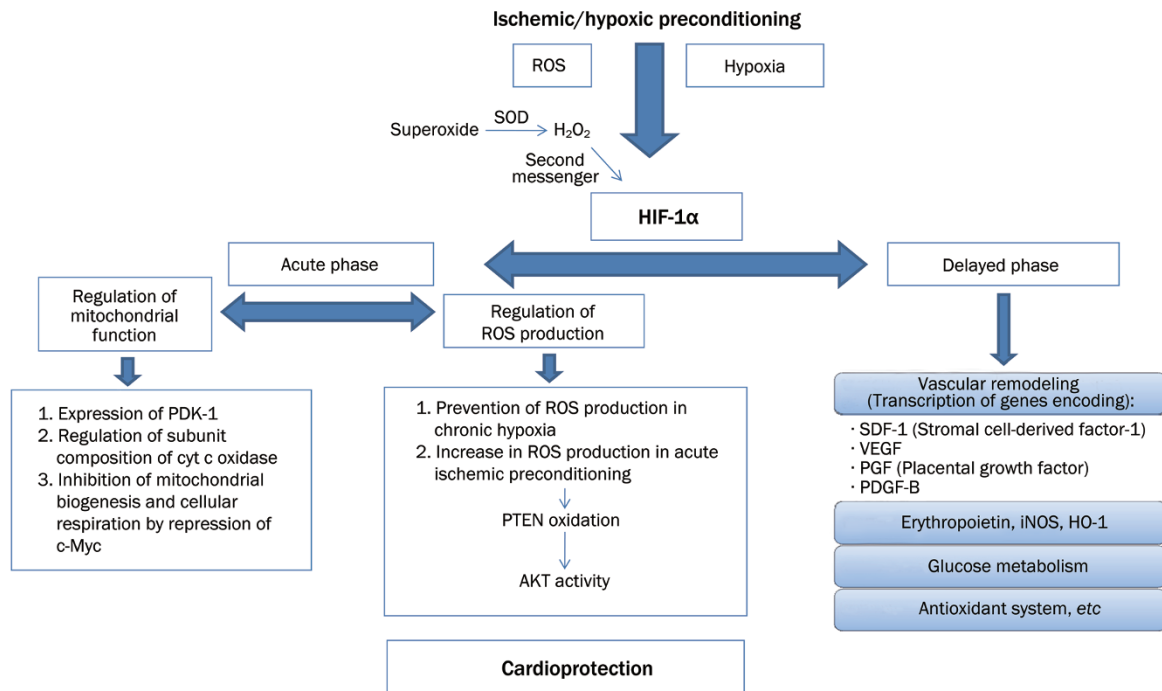 Ischemic/hypoxic preconditioning
ROS
Hypoxia
SOD
Superoxide
H₂O₂
Second
messenger
HIF-1α
Acute phase
Delayed phase
Regulation of
mitochondrial
function
Regulation of
ROS production
1. Expression of PDK-1
2. Regulation of subunit
composition of cyt c oxidase
3. Inhibition of mitochondrial
biogenesis and cellular
respiration by repression of
c-Myc
1. Prevention of ROS production in
chronic hypoxia
2. Increase in ROS production in acute
ischemic preconditioning
PTEN oxidation
AKT activity
Vascular remodeling
(Transcription of genes encoding):
· SDF-1 (Stromal cell-derived factor-1)
· VEGF
· PGF (Placental growth factor)
· PDGF-B
Erythropoietin, iNOS, HO-1
Glucose metabolism
Antioxidant system, etc
Cardioprotection